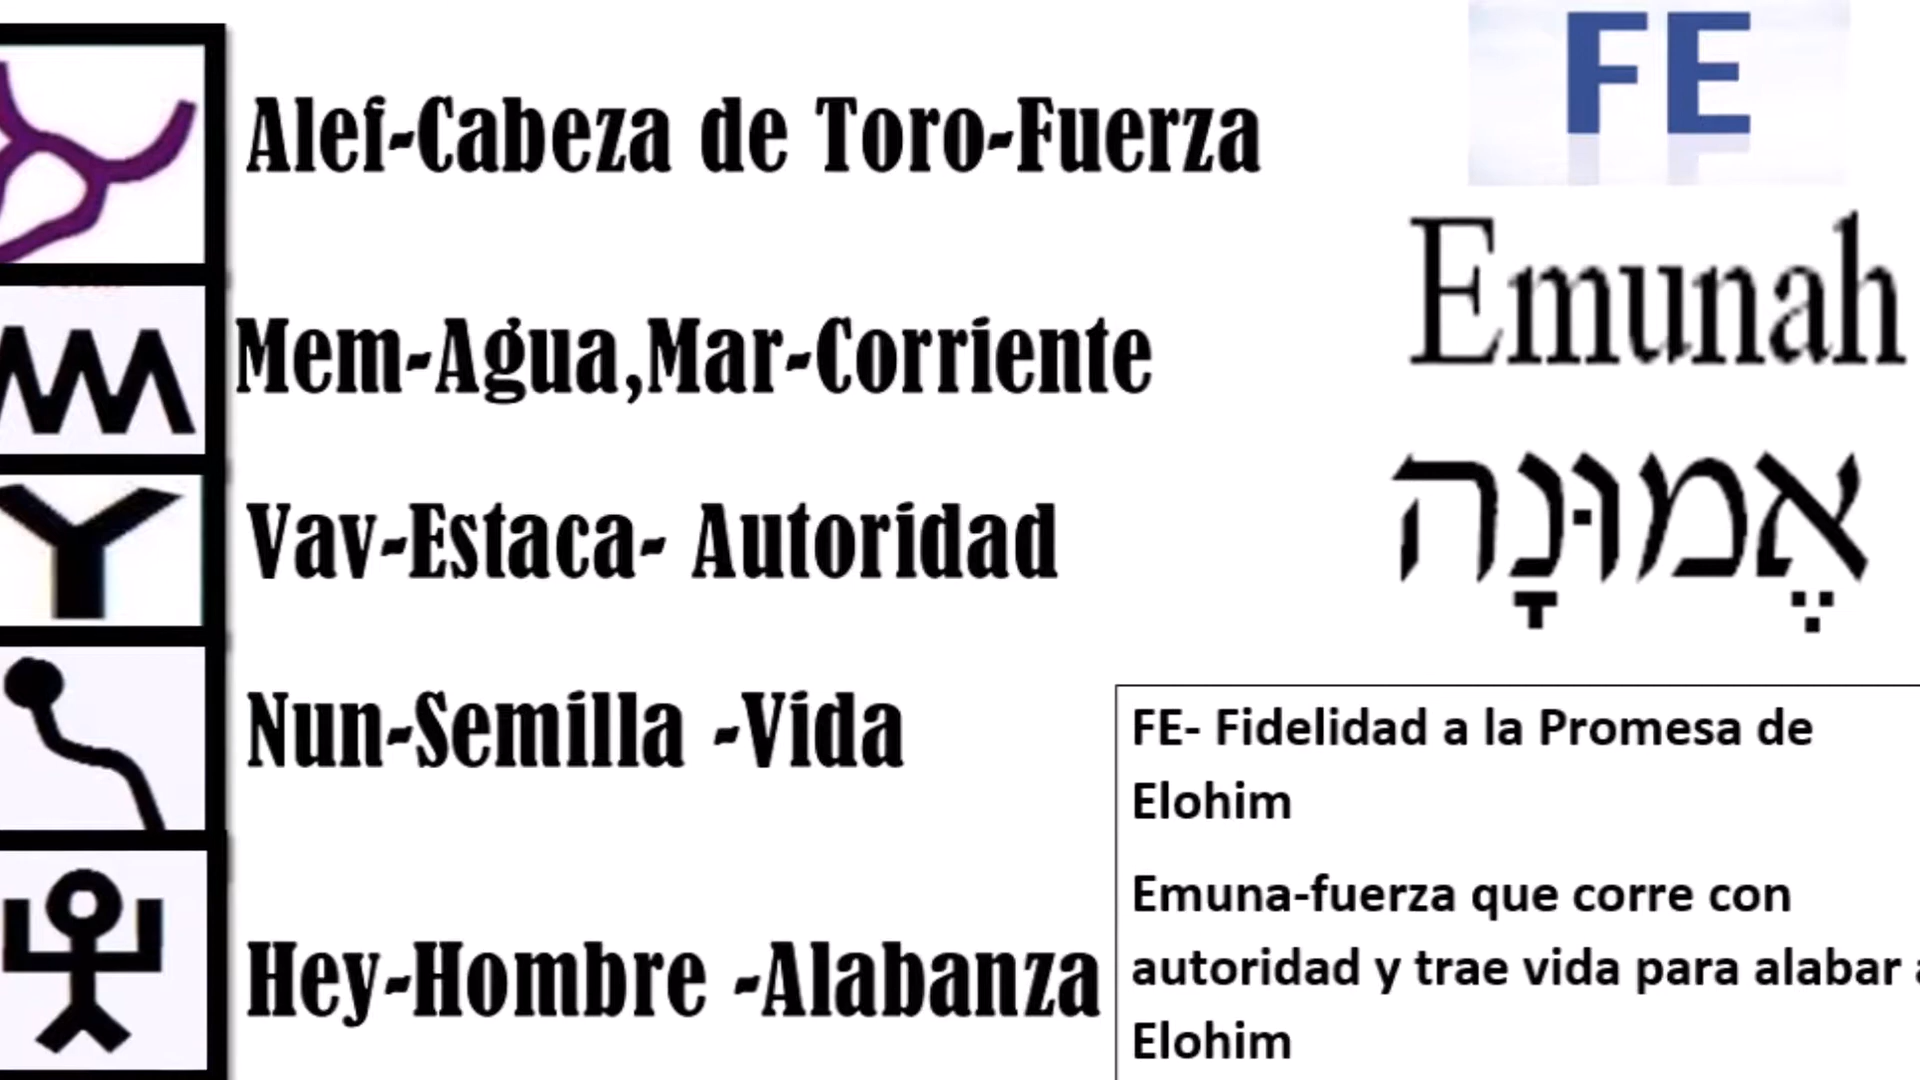 Alef-Cabeza de Toro-Fuerza
Mem-Agua,Mar-Corriente
Vav-Estaca- Autoridad
Nun-Semilla -Vida
Hey-Hombre -Alabanza
FE
Emunah
אֶמוּנָה
FE- Fidelidad a la Promesa de
Elohim
Emuna-fuerza que corre con
autoridad y trae vida para alabar a
Elohim